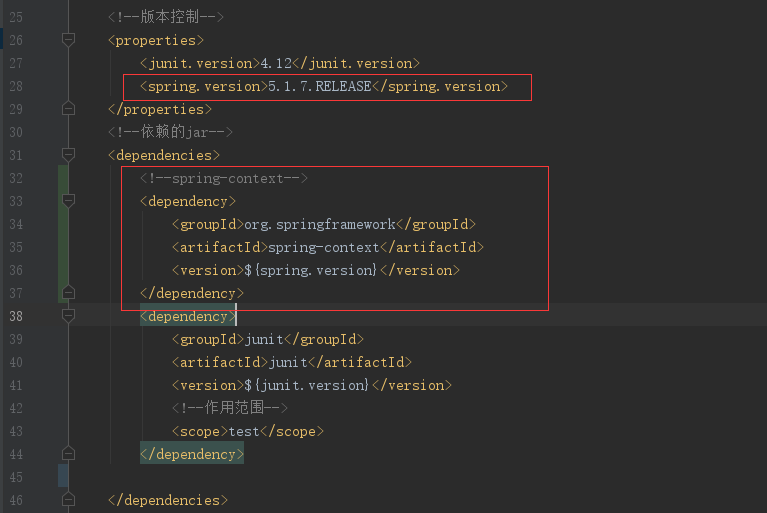 25 <!--版本控制-->
26 <properties>
27 <junit.version>4.12</junit.version>
28 <spring.version>5.1.7.RELEASE</spring.version>
29 </properties>
30 <!--依赖的jar-->
31 <dependencies>
32 <!--spring-context-->
33 <dependency>
34 <groupId>org.springframework</groupId>
35 <artifactId>spring-context</artifactId>
36 <version>${spring.version}</version>
37 </dependency>
38 <dependency>
39 <groupId>junit</groupId>
40 <artifactId>junit</artifactId>
41 <version>${junit.version}</version>
42 <!--作用范围-->
43 <scope>test</scope>
44 </dependency>
45
46 </dependencies>